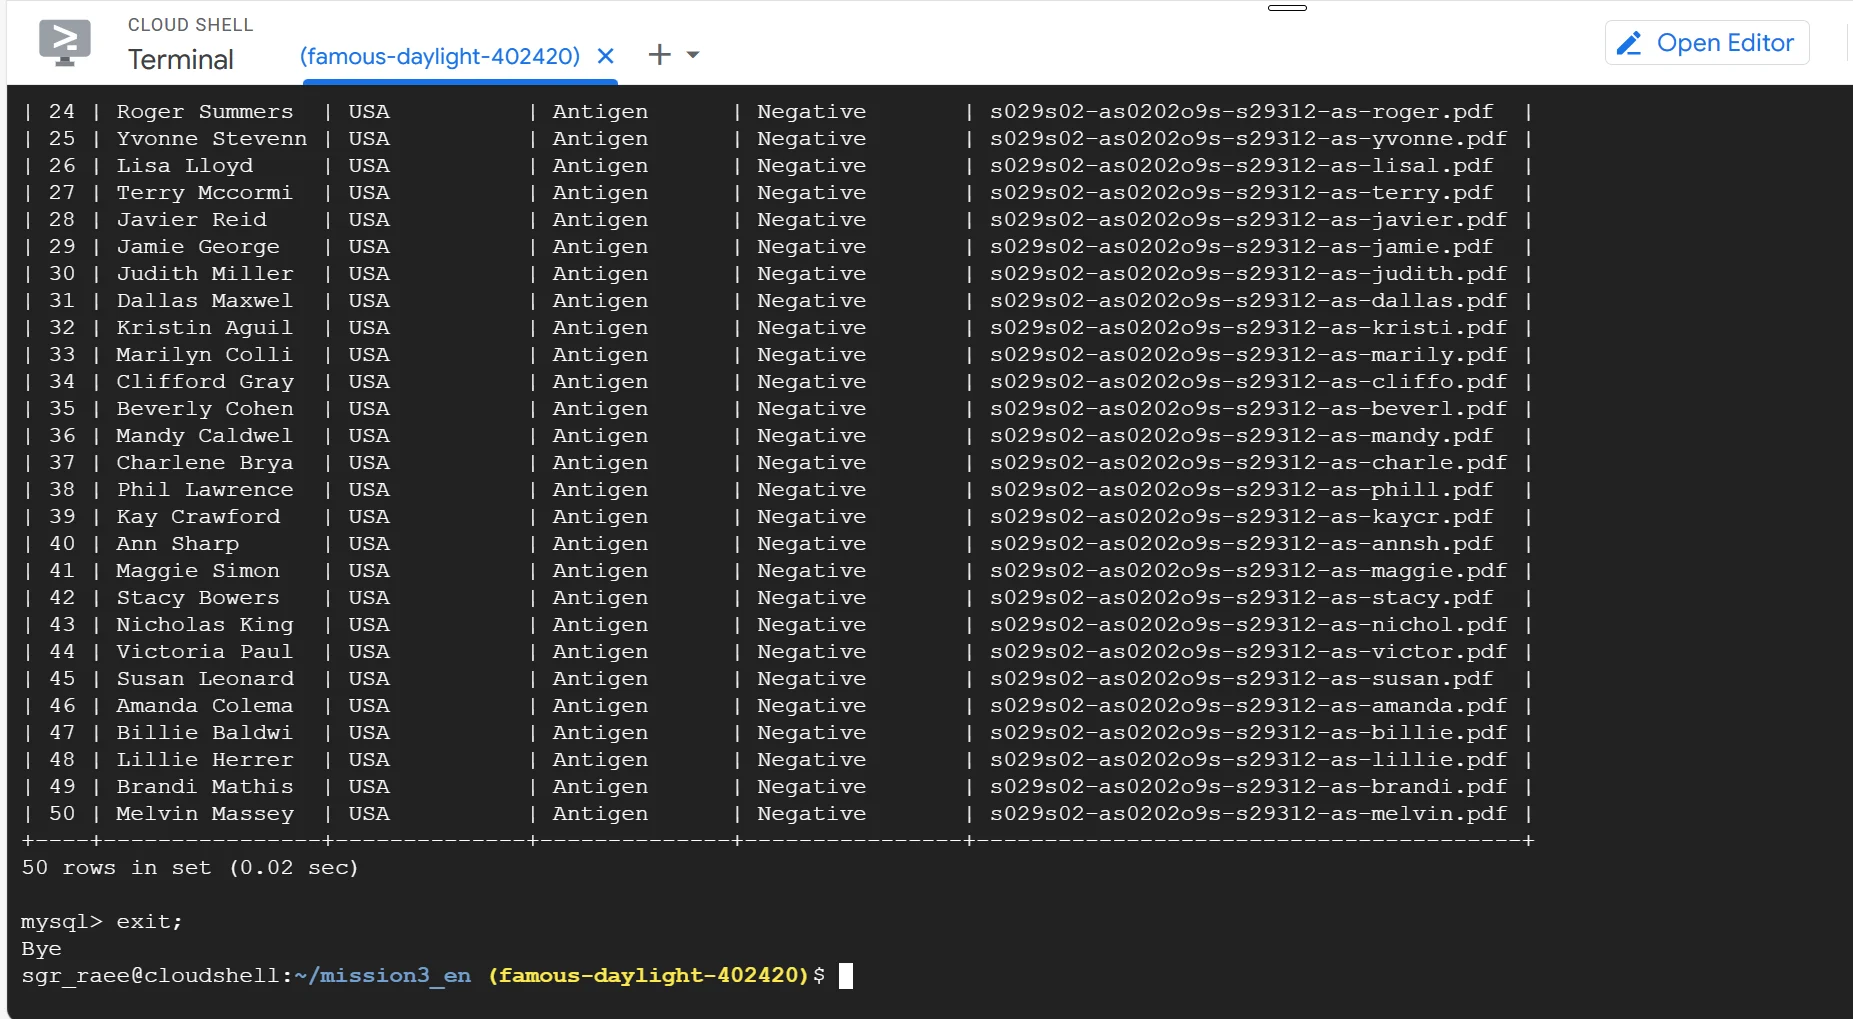 CLOUD SHELL
Terminal
(famous-daylight-402420)
Open Editor
| 24 | Roger Summers  | USA          | Antigen      | Negative       | s029s02-as0202o9s-s29312-as-roger.pdf  |
| 25 | Yvonne Stevenn | USA          | Antigen      | Negative       | s029s02-as0202o9s-s29312-as-yvonne.pdf |
| 26 | Lisa Lloyd     | USA          | Antigen      | Negative       | s029s02-as0202o9s-s29312-as-lisal.pdf  |
| 27 | Terry Mccormi  | USA          | Antigen      | Negative       | s029s02-as0202o9s-s29312-as-terry.pdf  |
| 28 | Javier Reid    | USA          | Antigen      | Negative       | s029s02-as0202o9s-s29312-as-javier.pdf |
| 29 | Jamie George   | USA          | Antigen      | Negative       | s029s02-as0202o9s-s29312-as-jamie.pdf  |
| 30 | Judith Miller  | USA          | Antigen      | Negative       | s029s02-as0202o9s-s29312-as-judith.pdf |
| 31 | Dallas Maxwel  | USA          | Antigen      | Negative       | s029s02-as0202o9s-s29312-as-dallas.pdf |
| 32 | Kristin Aguil  | USA          | Antigen      | Negative       | s029s02-as0202o9s-s29312-as-kristi.pdf |
| 33 | Marilyn Colli  | USA          | Antigen      | Negative       | s029s02-as0202o9s-s29312-as-marily.pdf |
| 34 | Clifford Gray  | USA          | Antigen      | Negative       | s029s02-as0202o9s-s29312-as-cliffo.pdf |
| 35 | Beverly Cohen  | USA          | Antigen      | Negative       | s029s02-as0202o9s-s29312-as-beverl.pdf |
| 36 | Mandy Caldwel  | USA          | Antigen      | Negative       | s029s02-as0202o9s-s29312-as-mandy.pdf  |
| 37 | Charlene Brya  | USA          | Antigen      | Negative       | s029s02-as0202o9s-s29312-as-charle.pdf |
| 38 | Phil Lawrence  | USA          | Antigen      | Negative       | s029s02-as0202o9s-s29312-as-phill.pdf  |
| 39 | Kay Crawford   | USA          | Antigen      | Negative       | s029s02-as0202o9s-s29312-as-kaycr.pdf  |
| 40 | Ann Sharp      | USA          | Antigen      | Negative       | s029s02-as0202o9s-s29312-as-annsh.pdf  |
| 41 | Maggie Simon   | USA          | Antigen      | Negative       | s029s02-as0202o9s-s29312-as-maggie.pdf |
| 42 | Stacy Bowers   | USA          | Antigen      | Negative       | s029s02-as0202o9s-s29312-as-stacy.pdf  |
| 43 | Nicholas King  | USA          | Antigen      | Negative       | s029s02-as0202o9s-s29312-as-nichol.pdf |
| 44 | Victoria Paul  | USA          | Antigen      | Negative       | s029s02-as0202o9s-s29312-as-victor.pdf |
| 45 | Susan Leonard  | USA          | Antigen      | Negative       | s029s02-as0202o9s-s29312-as-susan.pdf  |
| 46 | Amanda Colema  | USA          | Antigen      | Negative       | s029s02-as0202o9s-s29312-as-amanda.pdf |
| 47 | Billie Baldwi  | USA          | Antigen      | Negative       | s029s02-as0202o9s-s29312-as-billie.pdf |
| 48 | Lillie Herrer  | USA          | Antigen      | Negative       | s029s02-as0202o9s-s29312-as-lillie.pdf |
| 49 | Brandi Mathis  | USA          | Antigen      | Negative       | s029s02-as0202o9s-s29312-as-brandi.pdf |
| 50 | Melvin Massey  | USA          | Antigen      | Negative       | s029s02-as0202o9s-s29312-as-melvin.pdf |
+----+----------------+--------------+--------------+----------------+----------------------------------------+
50 rows in set (0.02 sec)
mysql> exit;
Bye
sgr_raee@cloudshell:~/mission3_en (famous-daylight-402420)$